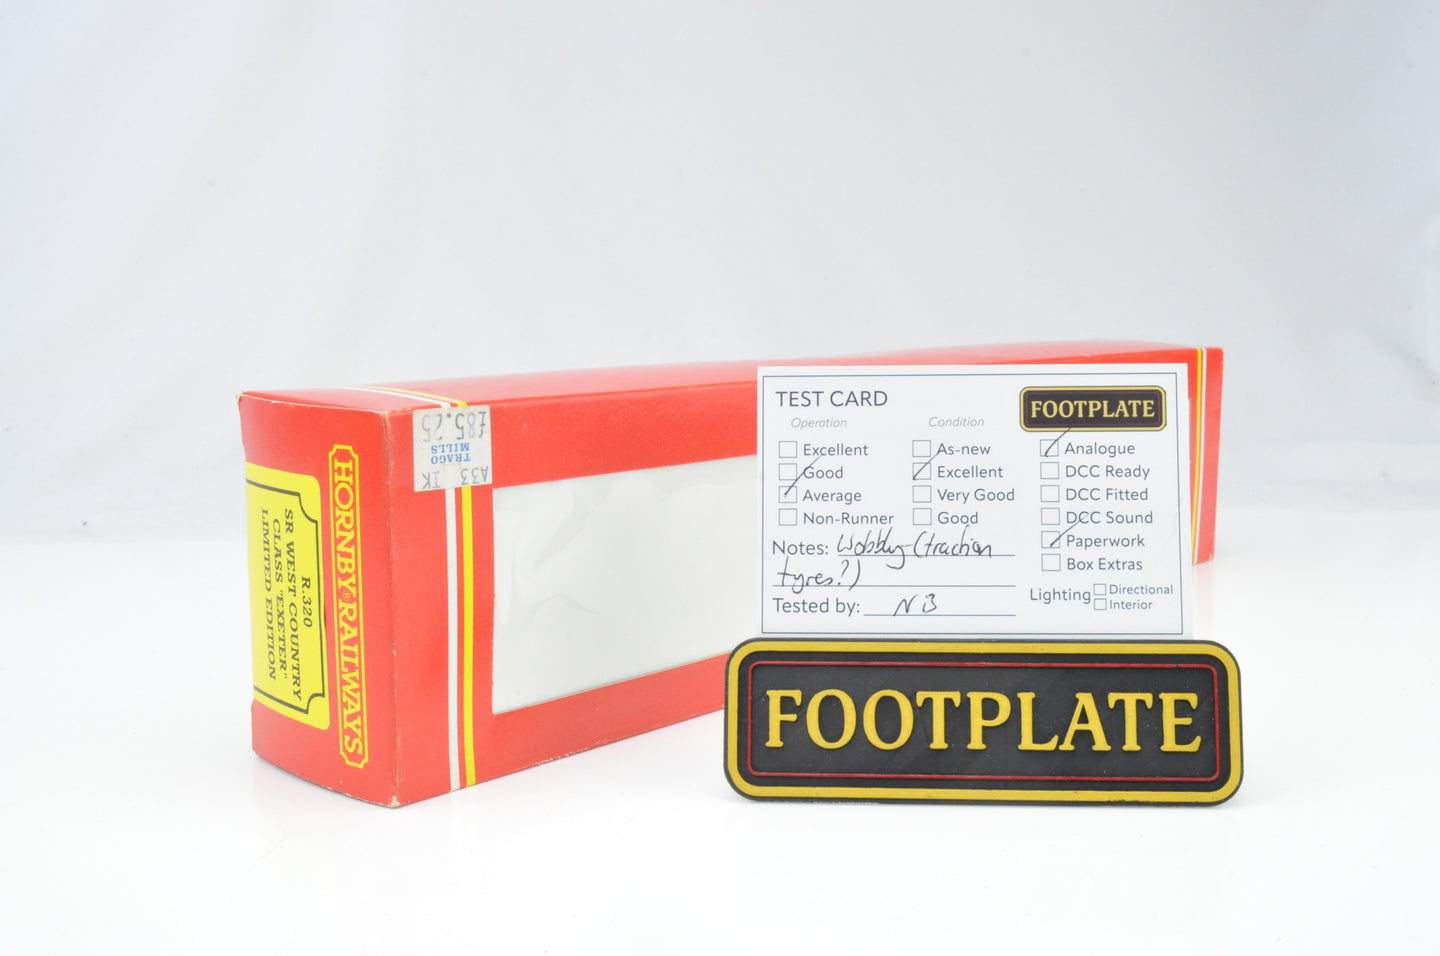 £85.25
TRAGO
MILLS
A33 IK
HORNBY RAILWAYS
R.320
SR WEST COUNTRY
CLASS "EXETER"
LIMITED EDITION
TEST CARD
FOOTPLATE
Operation
Excellent
Good
Average
Non-Runner
Condition
As-new
Excellent
Very Good
Good
Analogue
DCC Ready
DCC Fitted
DCC Sound
Paperwork
Box Extras
Notes: Wobbly-(traction
tyres?)
Tested by: NB
Lighting
Directional
Interior
FOOTPLATE